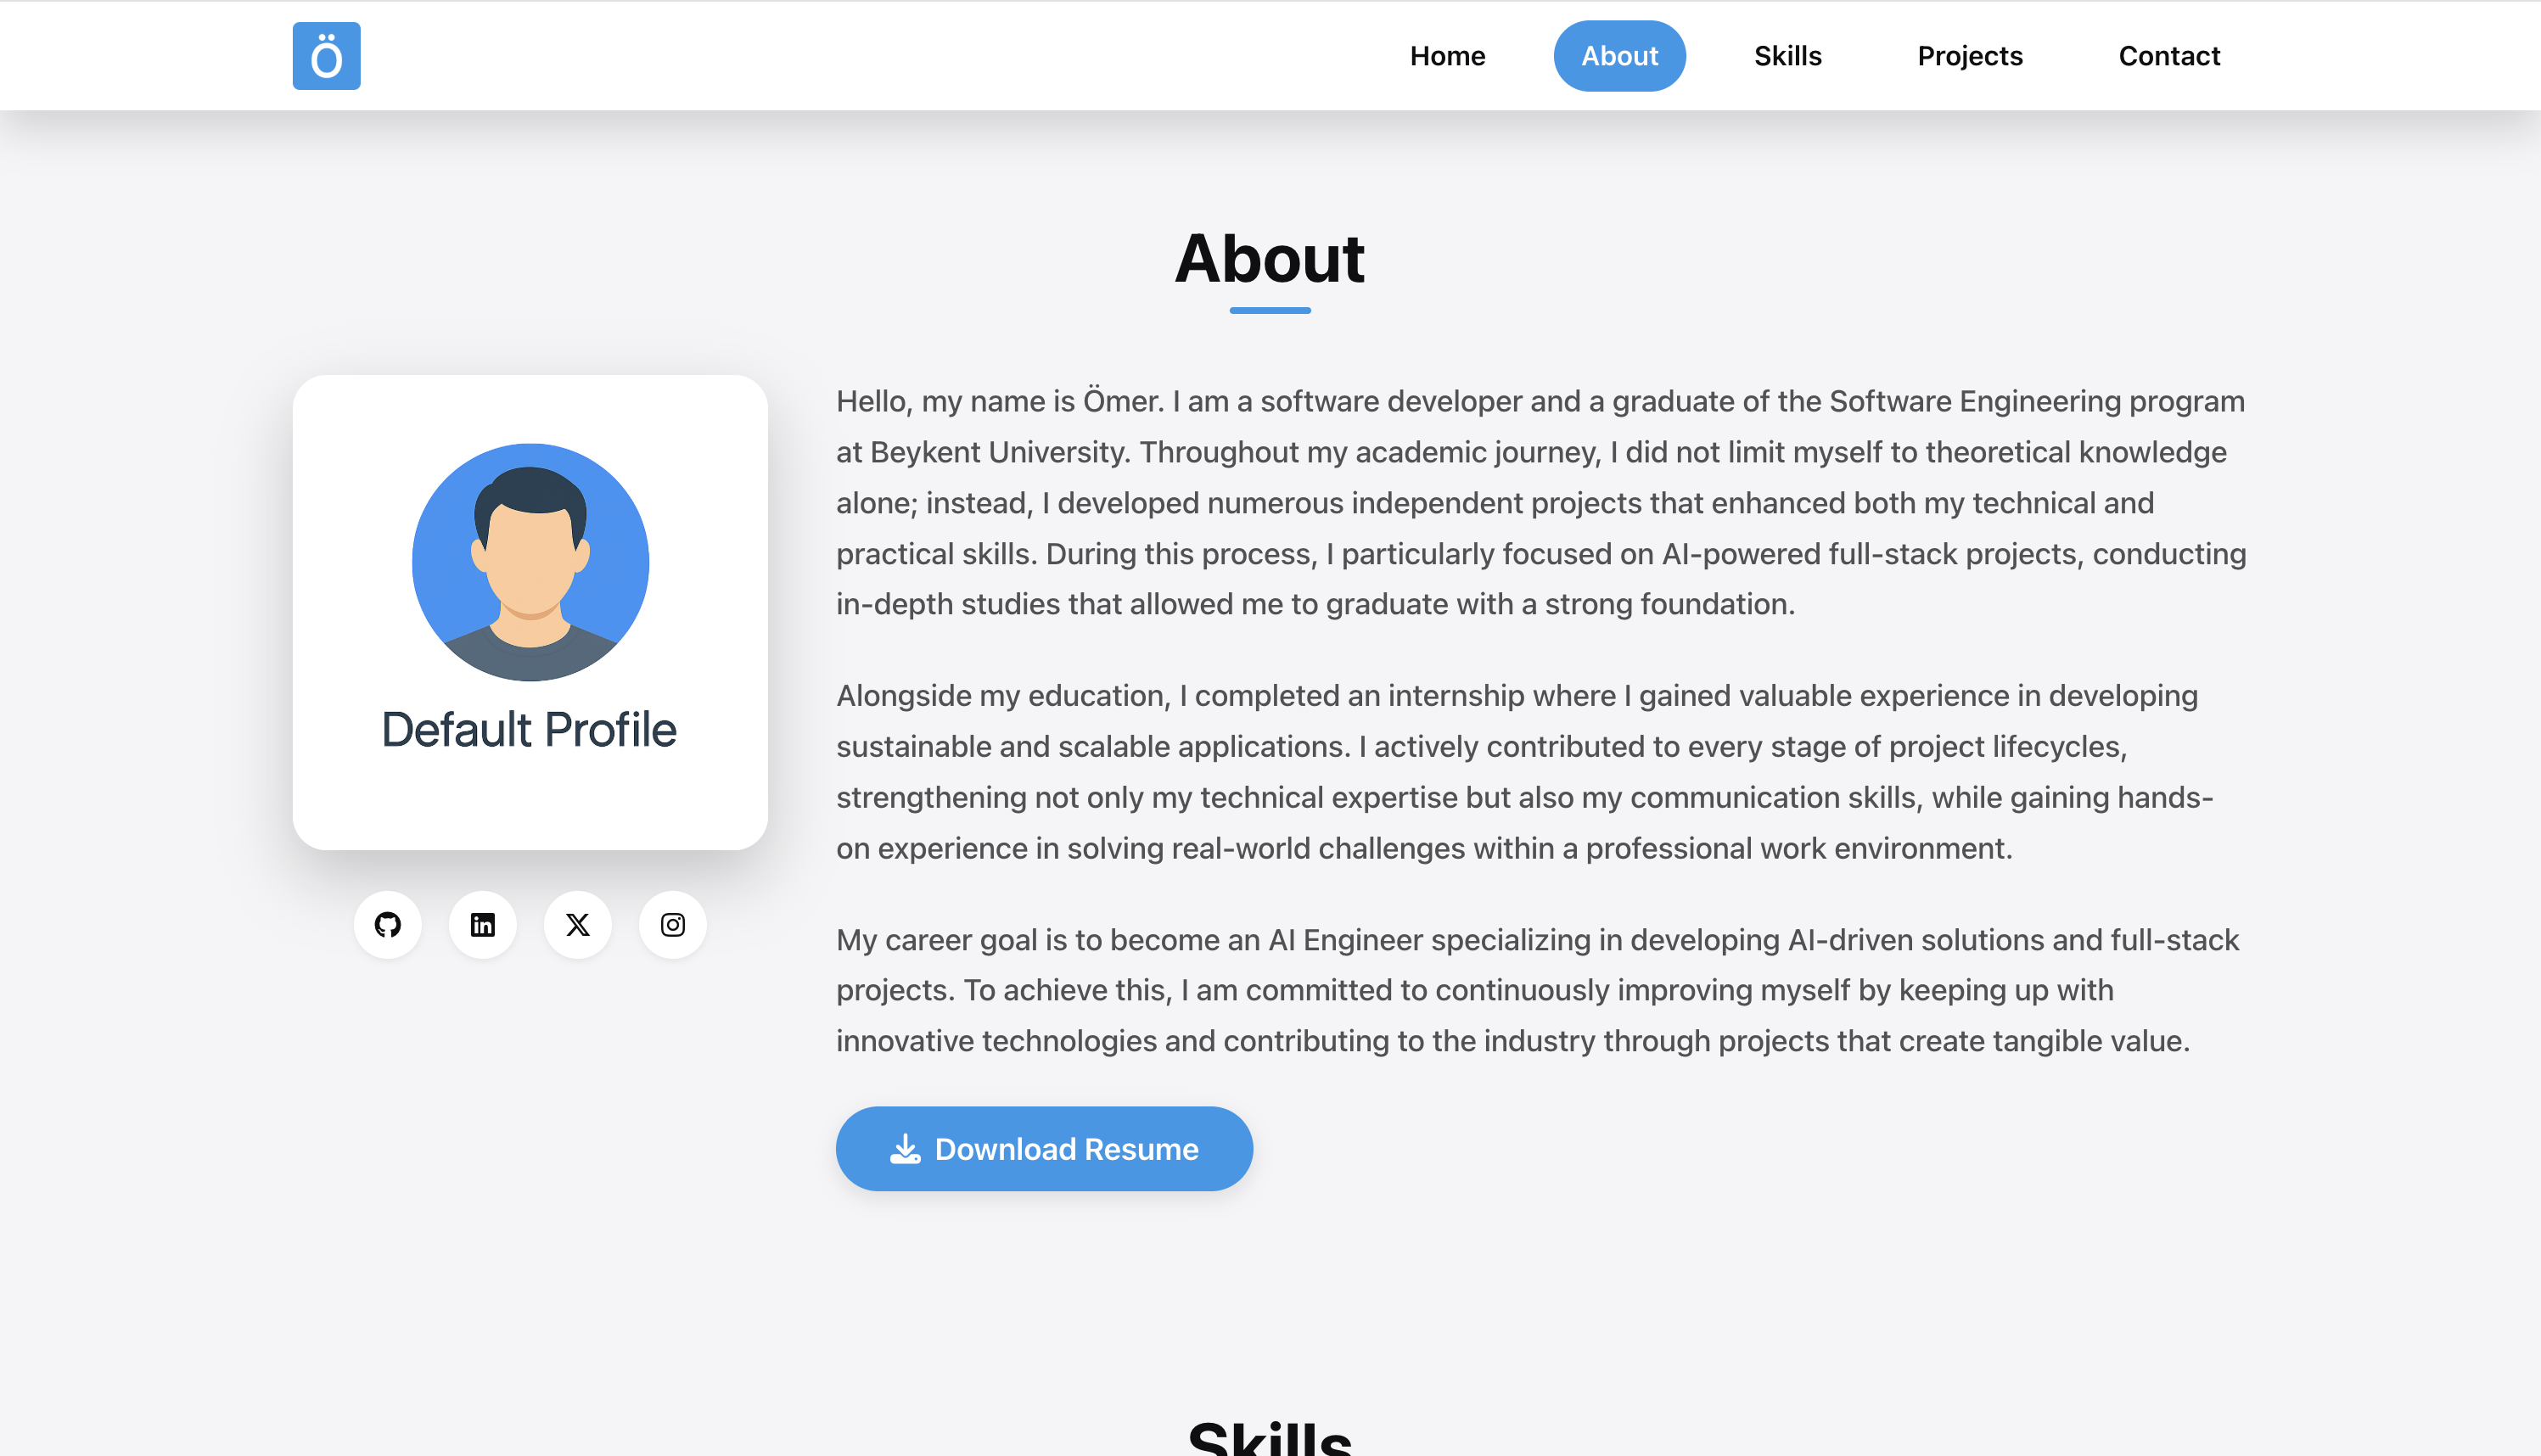 Ö
Home
About
Skills
Projects
Contact
About
Default Profile
Hello, my name is Ömer. I am a software developer and a graduate of the Software Engineering program
at Beykent University. Throughout my academic journey, I did not limit myself to theoretical knowledge
alone; instead, I developed numerous independent projects that enhanced both my technical and
practical skills. During this process, I particularly focused on AI-powered full-stack projects, conducting
in-depth studies that allowed me to graduate with a strong foundation.
Alongside my education, I completed an internship where I gained valuable experience in developing
sustainable and scalable applications. I actively contributed to every stage of project lifecycles,
strengthening not only my technical expertise but also my communication skills, while gaining hands-
on experience in solving real-world challenges within a professional work environment.
My career goal is to become an AI Engineer specializing in developing AI-driven solutions and full-stack
projects. To achieve this, I am committed to continuously improving myself by keeping up with
innovative technologies and contributing to the industry through projects that create tangible value.
Download Resume
Skills